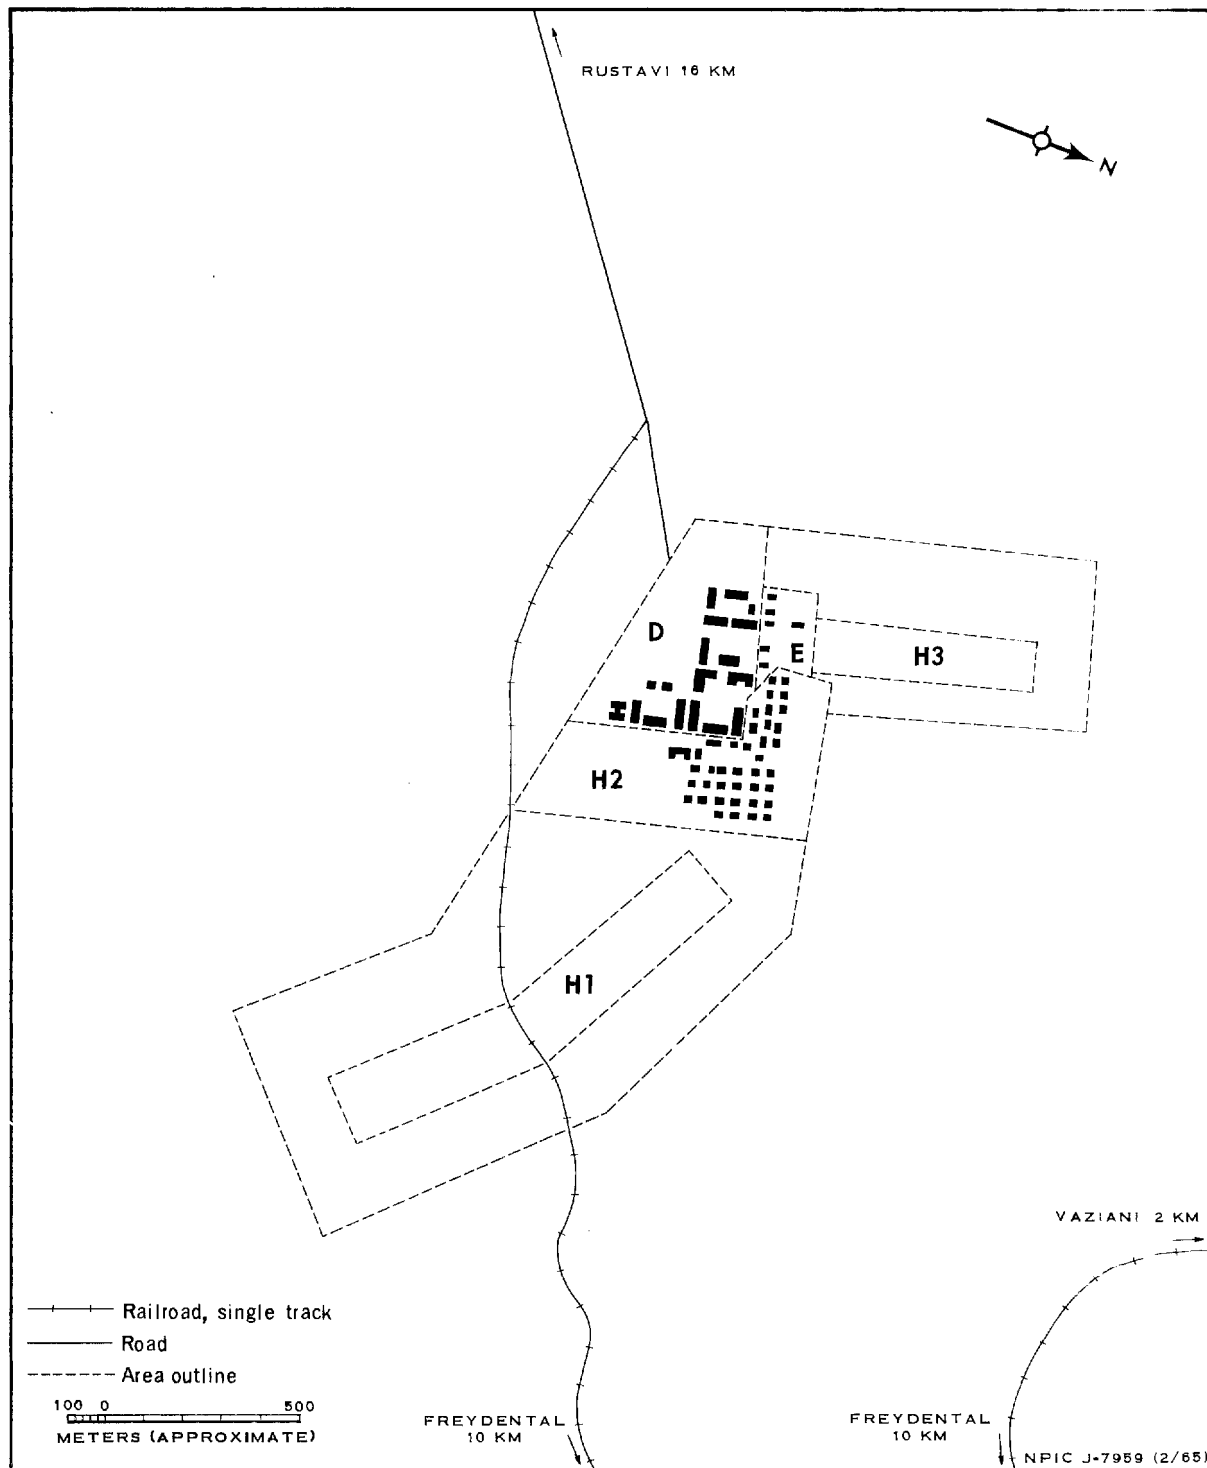 RUSTAVI 16 KM
N
D
E
H3
H2
H1
VAZIANI 2 KM
Railroad, single track
Road
Area outline
100 0 500
METERS (APPROXIMATE)
FREYDENTAL
10 KM
FREYDENTAL
10 KM
NPIC J-7959 (2/65)